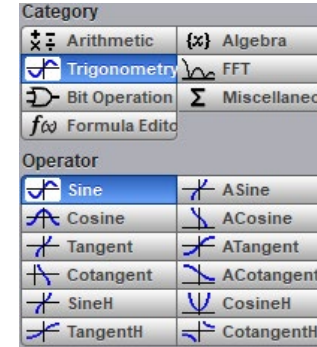 Category
Arithmetic {x} Algebra
Trigonometry FFT
Bit Operation Σ Miscellanec
fω Formula Edito
Operator
Sine ASine
Cosine ACosine
Tangent ATangent
Cotangent ACotangent
SineH CosineH
TangentH CotangentH